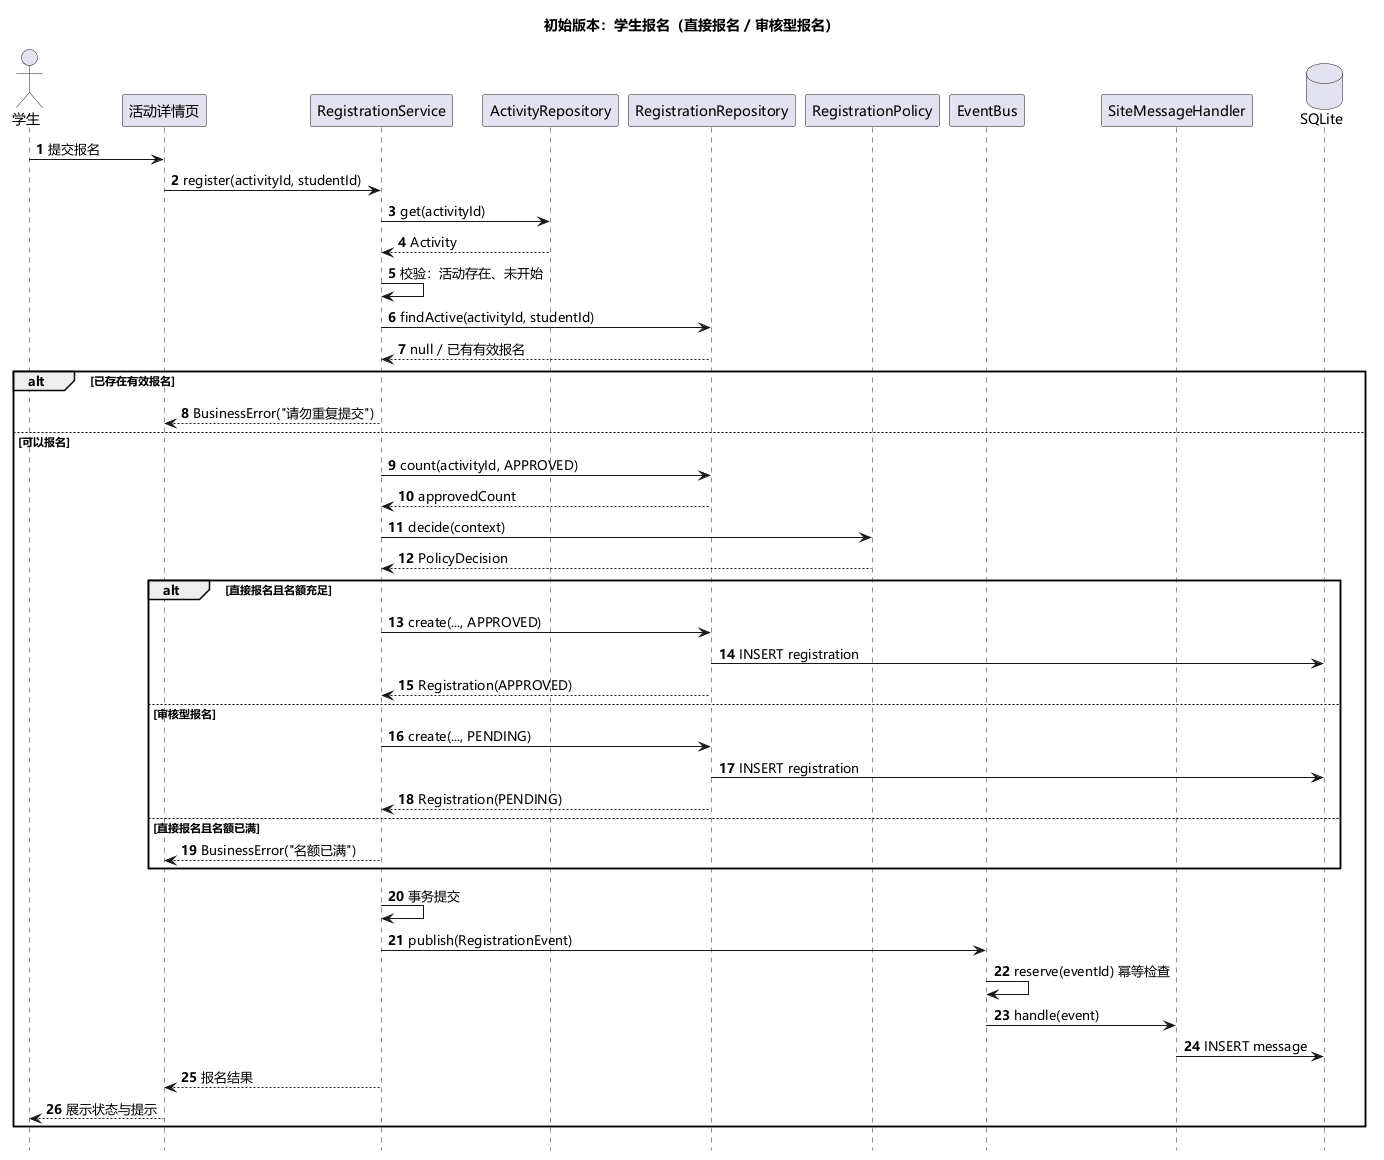 初始版本：学生报名（直接报名 / 审核型报名）
学生
活动详情页
RegistrationService
ActivityRepository
RegistrationRepository
RegistrationPolicy
EventBus
SiteMessageHandler
SQLite
1 提交报名
2 register(activityId, studentId)
3 get(activityId)
4 Activity
5 校验：活动存在、未开始
6 findActive(activityId, studentId)
7 null / 已有有效报名
alt [已存在有效报名]
8 BusinessError("请勿重复提交")
[可以报名]
9 count(activityId, APPROVED)
10 approvedCount
11 decide(context)
12 PolicyDecision
alt [直接报名且名额充足]
13 create(..., APPROVED)
14 INSERT registration
15 Registration(APPROVED)
[审核型报名]
16 create(..., PENDING)
17 INSERT registration
18 Registration(PENDING)
[直接报名且名额已满]
19 BusinessError("名额已满")
20 事务提交
21 publish(RegistrationEvent)
22 reserve(eventId) 幂等检查
23 handle(event)
24 INSERT message
25 报名结果
26 展示状态与提示